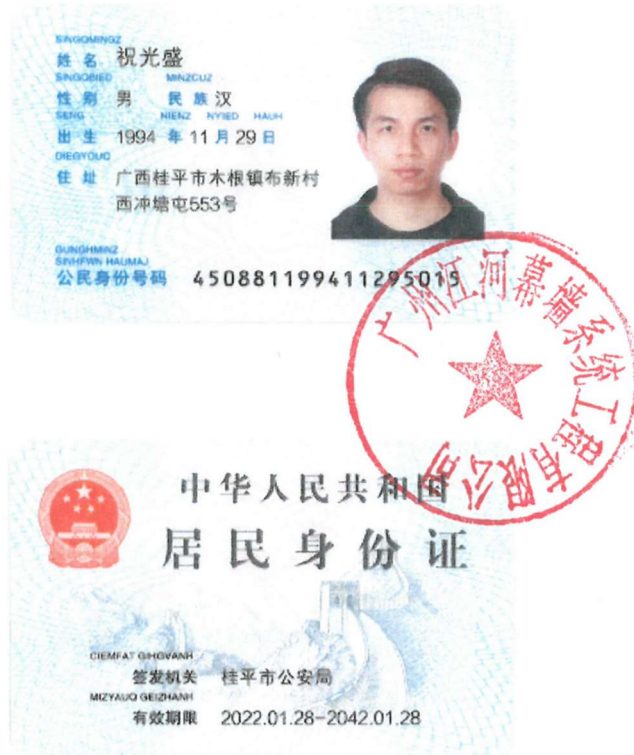 SINGQMINGZ
姓 名 祝光盛
SINGQBIED MINZCUZ
性 别 男 民 族 汉
SENG NIENZ NYIED HAUH
出 生 1994 年 11 月 29 日
DIEGYOUQ
住 址 广西桂平市木根镇布新村
西冲塘屯553号
GUNGHMINZ
SINHFWN HAUMAJ
公民身份号码 450881199411295015
广州江河幕墙系统工程有限公司
中华人民共和国
居民身份证
CIEMFAT GIHGVANH
签发机关 桂平市公安局
MIZYAUQ GEIZHANH
有效期限 2022.01.28-2042.01.28